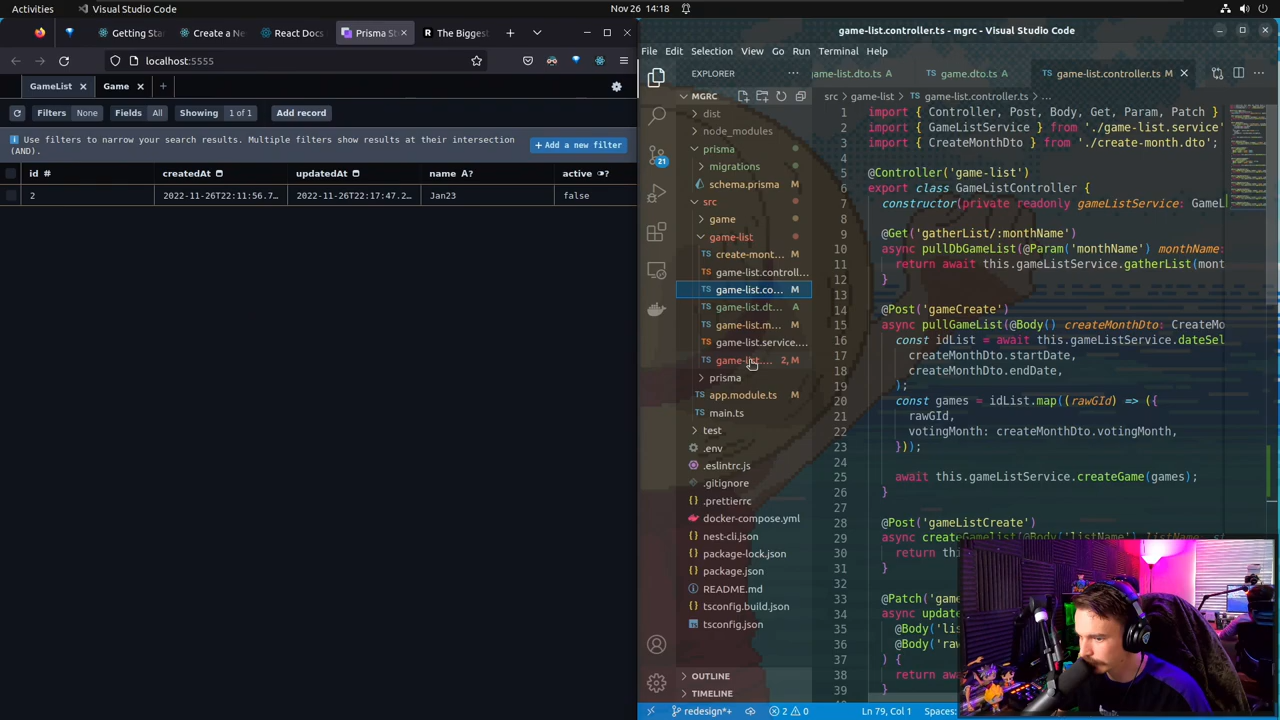 Activities
Visual Studio Code
Nov 26 14:18
Getting Star
Create a Ne
React Docs
Prisma St
The Biggest
localhost:5555
GameList
Game
Filters None
Fields All
Showing 1 of 1
Add record
Use filters to narrow your search results. Multiple filters show results at their intersection (AND).
+ Add a new filter
id #
createdAt
updatedAt
name A?
active
2
2022-11-26T22:11:56.7...
2022-11-26T22:17:47.2...
Jan23
false
game-list.controller.ts - mgrc - Visual Studio Code
File Edit Selection View Go Run Terminal Help
EXPLORER
MGRC
dist
node_modules
prisma
migrations
schema.prisma M
src
game
game-list
TS create-mont... M
TS game-list.controll...
TS game-list.co... M
TS game-list.dt... A
TS game-list.m... M
TS game-list.service....
TS game-list.... 2, M
prisma
TS app.module.ts M
TS main.ts
test
.env
.eslintrc.js
.gitignore
{} .prettierrc
docker-compose.yml
{} nest-cli.json
{} package-lock.json
{} package.json
README.md
{} tsconfig.build.json
tsconfig.json
OUTLINE
TIMELINE
21
game-list.dto.ts A
TS game.dto.ts A
TS game-list.controller.ts M
src > game-list > TS game-list.controller.ts > ...
1 import { Controller, Post, Body, Get, Param, Patch }
2 import { GameListService } from './game-list.service'
3 import { CreateMonthDto } from './create-month.dto';
4
5 @Controller('game-list')
6 export class GameListController {
7 constructor(private readonly gameListService: GameL
8
9 @Get('gatherList/:monthName')
10 async pullDbGameList(@Param('monthName') monthName:
11 return await this.gameListService.gatherList(mont
12 }
13
14 @Post('gameCreate')
15 async pullGameList(@Body() createMonthDto: CreateMo
16 const idList = await this.gameListService.dateSel
17 createMonthDto.startDate,
18 createMonthDto.endDate,
19 );
20 const games = idList.map((rawGId) => ({
21 rawGId,
22 votingMonth: createMonthDto.votingMonth,
23 }));
24
25 await this.gameListService.createGame(games);
26 }
27
28 @Post('gameListCreate')
29 async createGamelist(@Body('listName') listName: st
30 return thi
31 }
32
33 @Patch('game
34 async update
35 @Body('lis
36 @Body('raw
37 ) {
38 return awa
39 }
redesign*+
2 0
Ln 79, Col 1
Spaces: